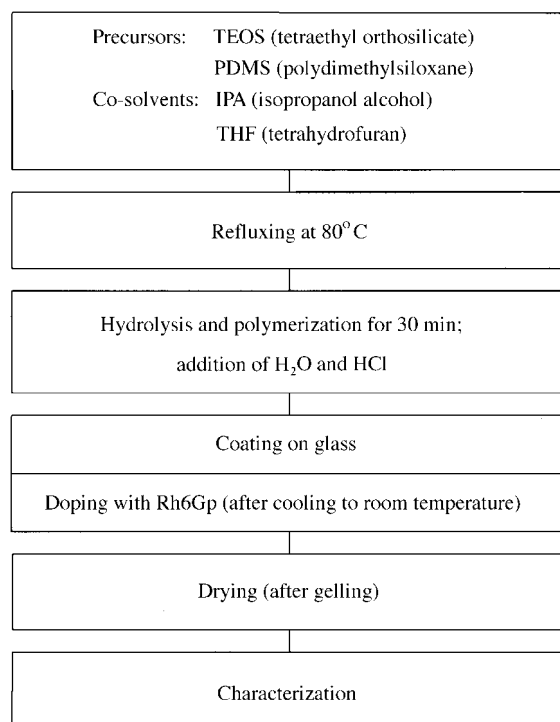 Precursors: TEOS (tetraethyl orthosilicate)
PDMS (polydimethylsiloxane)
Co-solvents: IPA (isopropanol alcohol)
THF (tetrahydrofuran)
Refluxing at 80°C
Hydrolysis and polymerization for 30 min;
addition of H₂O and HCl
Coating on glass
Doping with Rh6Gp (after cooling to room temperature)
Drying (after gelling)
Characterization